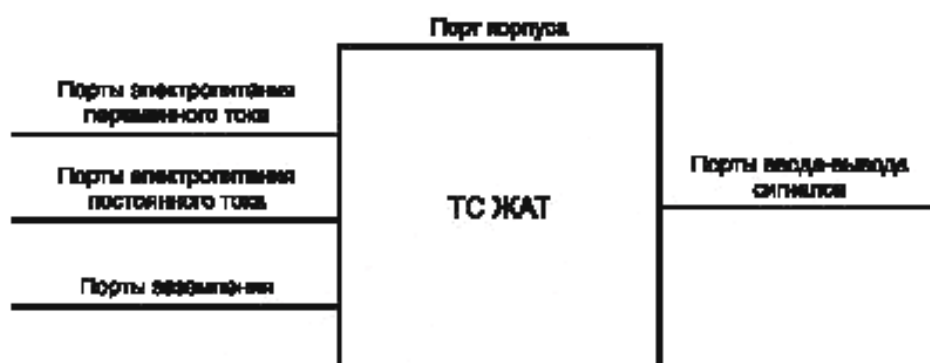 Порт корпуса
Порты электропитания
переменного тока
Порты электропитания
постоянного тока
Порты заземления
ТС ЖАТ
Порты ввода-вывода
сигналов